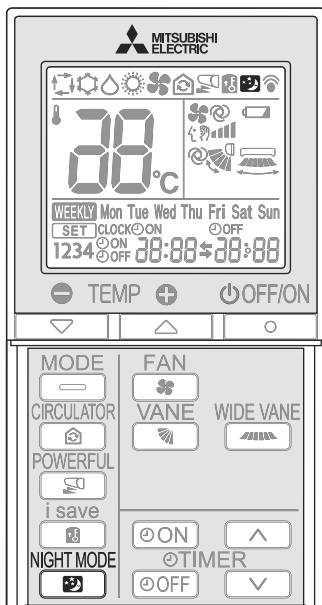 MITSUBISHI
ELECTRIC
88°C
WEEKLY Mon Tue Wed Thu Fri Sat Sun
SET CLOCK ON OFF
1234 ON OFF 88:88 88:88
TEMP OFF/ON
MODE FAN
CIRCULATOR VANE WIDE VANE
POWERFUL
i save
ON
NIGHT MODE TIMER
OFF